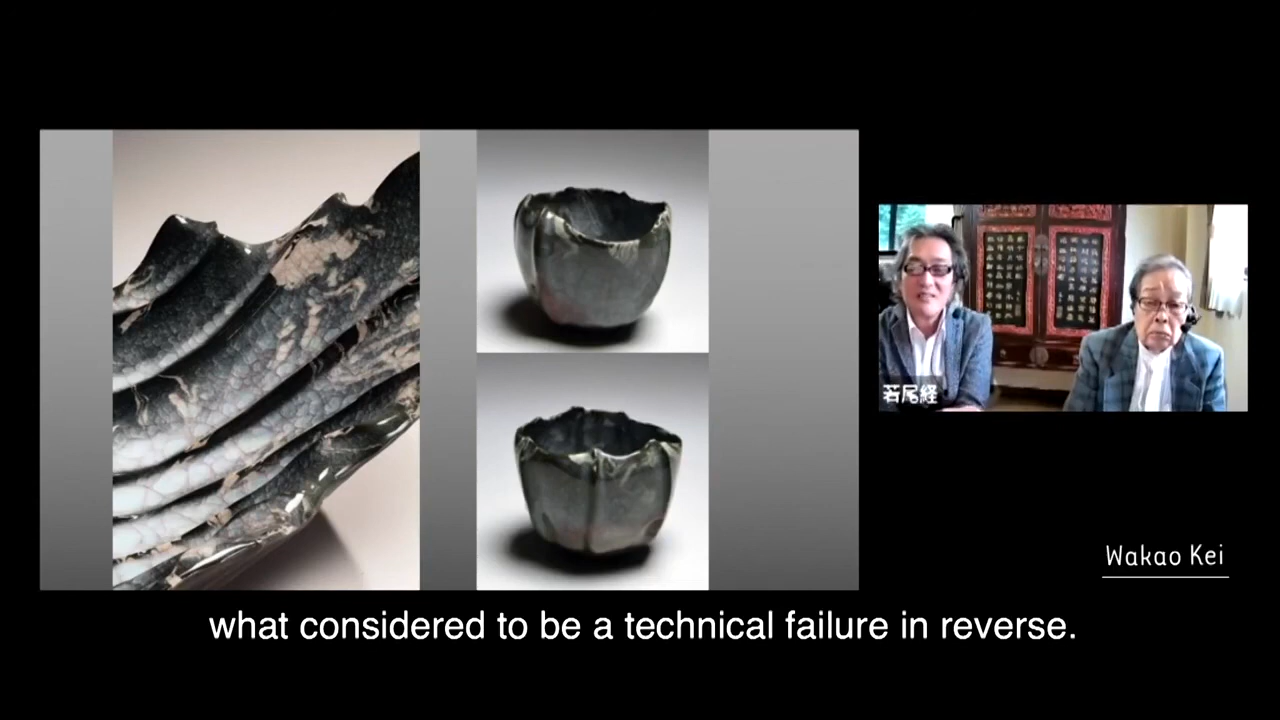 若尾経
Wakao Kei
what considered to be a technical failure in reverse.